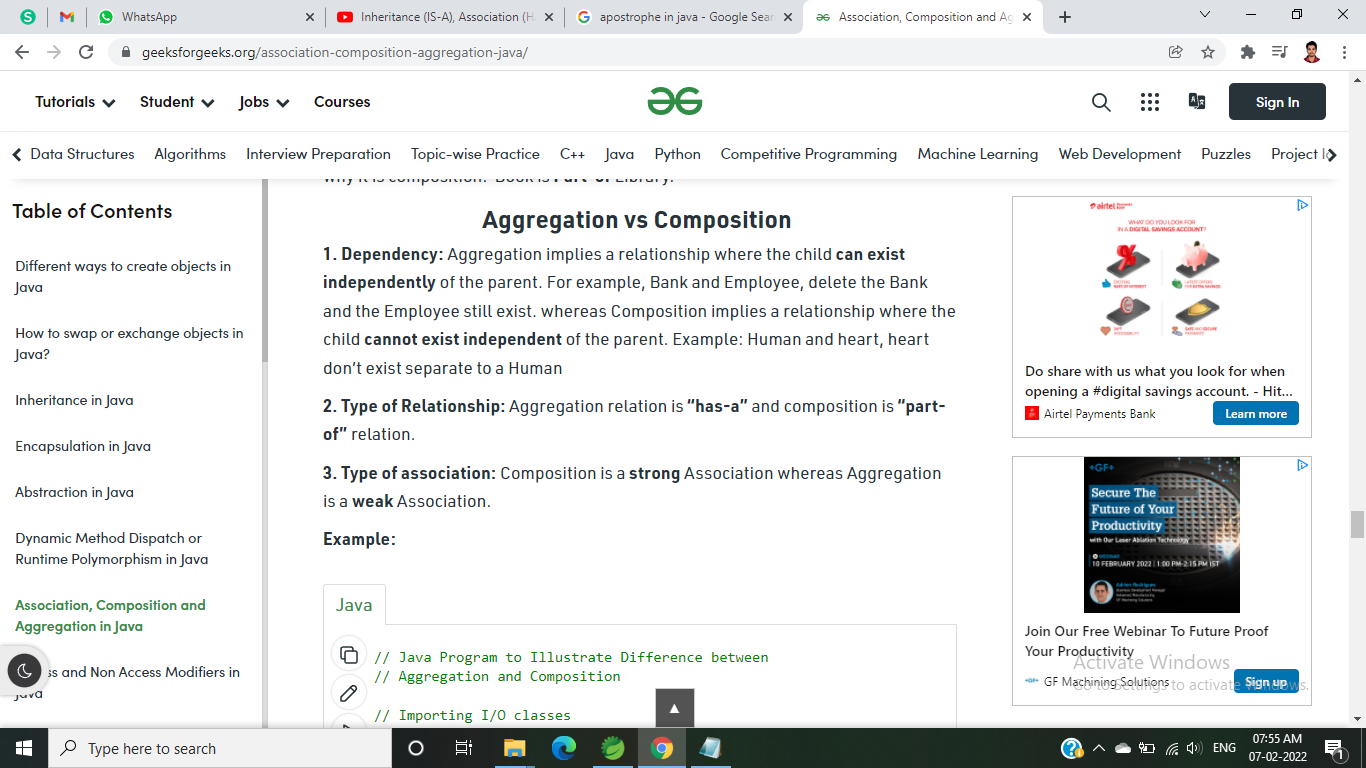 WhatsApp
Inheritance (IS-A), Association (H
apostrophe in java - Google Sear
Association, Composition and Ag
geeksforgeeks.org/association-composition-aggregation-java/
Tutorials
Student
Jobs
Courses
Sign In
Data Structures
Algorithms
Interview Preparation
Topic-wise Practice
C++
Java
Python
Competitive Programming
Machine Learning
Web Development
Puzzles
Project
Table of Contents
Different ways to create objects in
Java
How to swap or exchange objects in
Java?
Inheritance in Java
Encapsulation in Java
Abstraction in Java
Dynamic Method Dispatch or
Runtime Polymorphism in Java
Association, Composition and
Aggregation in Java
ss and Non Access Modifiers in
Java
why it is composition? Book is Part-of Library.
Aggregation vs Composition
1. Dependency: Aggregation implies a relationship where the child can exist
independently of the parent. For example, Bank and Employee, delete the Bank
and the Employee still exist. whereas Composition implies a relationship where the
child cannot exist independent of the parent. Example: Human and heart, heart
don’t exist separate to a Human
2. Type of Relationship: Aggregation relation is “has-a” and composition is “part-
of” relation.
3. Type of association: Composition is a strong Association whereas Aggregation
is a weak Association.
Example:
Java
// Java Program to Illustrate Difference between
// Aggregation and Composition
// Importing I/O classes
airtel Payments Bank
WHAT DO YOU LOOK FOR
IN A DIGITAL SAVINGS ACCOUNT?
Do share with us what you look for when
opening a #digital savings account. - Hit...
Airtel Payments Bank
Learn more
+GF+
Secure The
Future of Your
Productivity
with Our Laser Ablation Technology
WEBINAR
10 FEBRUARY 2022 | 1:00 PM-2:15 PM IST
Adrien Rodrigues
Join Our Free Webinar To Future Proof
Your Productivity
+GF+ GF Machining Solutions
Sign up
Activate Windows
Go to Settings to activate Windows.
Type here to search
ENG
07:55 AM
07-02-2022
1